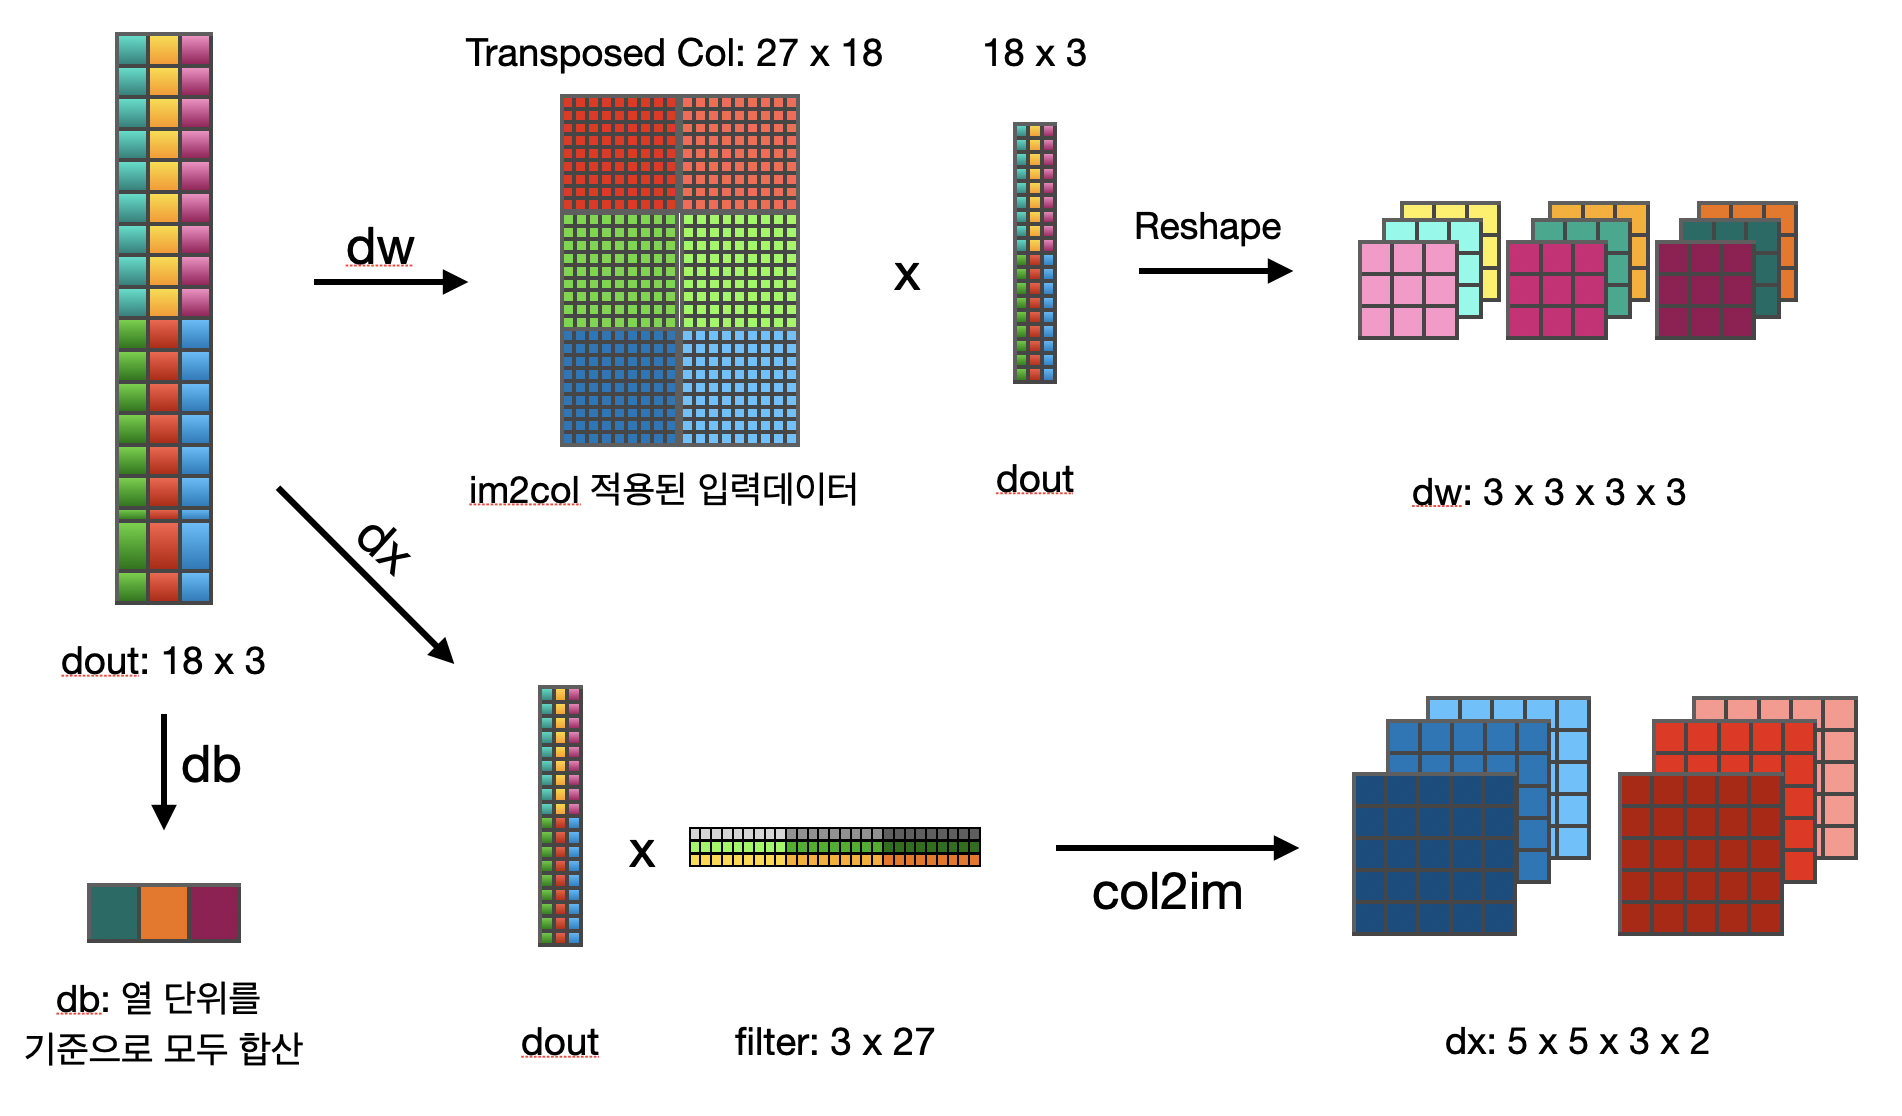 Transposed Col: 27 x 18
18 x 3
dw
x
Reshape
im2col 적용된 입력데이터
dout
dw: 3 x 3 x 3 x 3
dx
dout: 18 x 3
db
x
col2im
db: 열 단위를
기준으로 모두 합산
dout
filter: 3 x 27
dx: 5 x 5 x 3 x 2